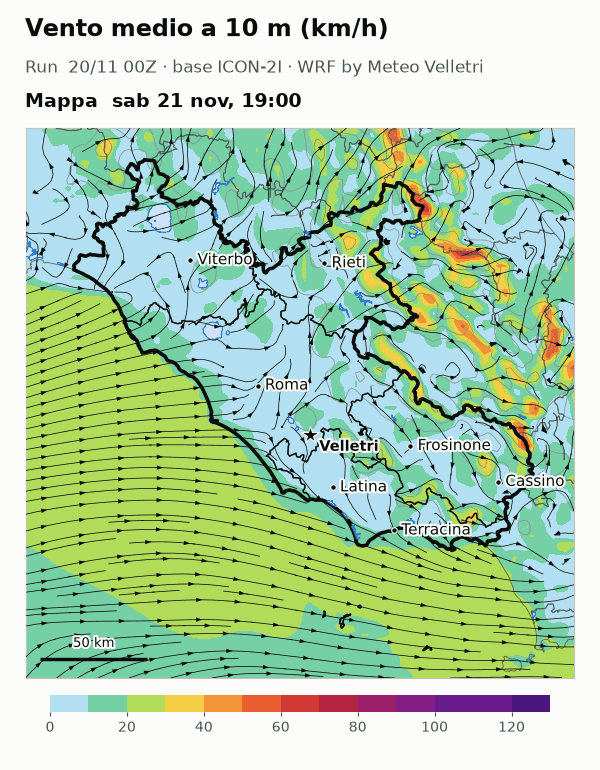 Vento medio a 10 m (km/h)
Run 20/11 00Z · base ICON-2I · WRF by Meteo Velletri
Mappa sab 21 nov, 19:00
Viterbo
Rieti
Roma
Velletri
Frosinone
Latina
Cassino
Terracina
50 km
0 20 40 60 80 100 120